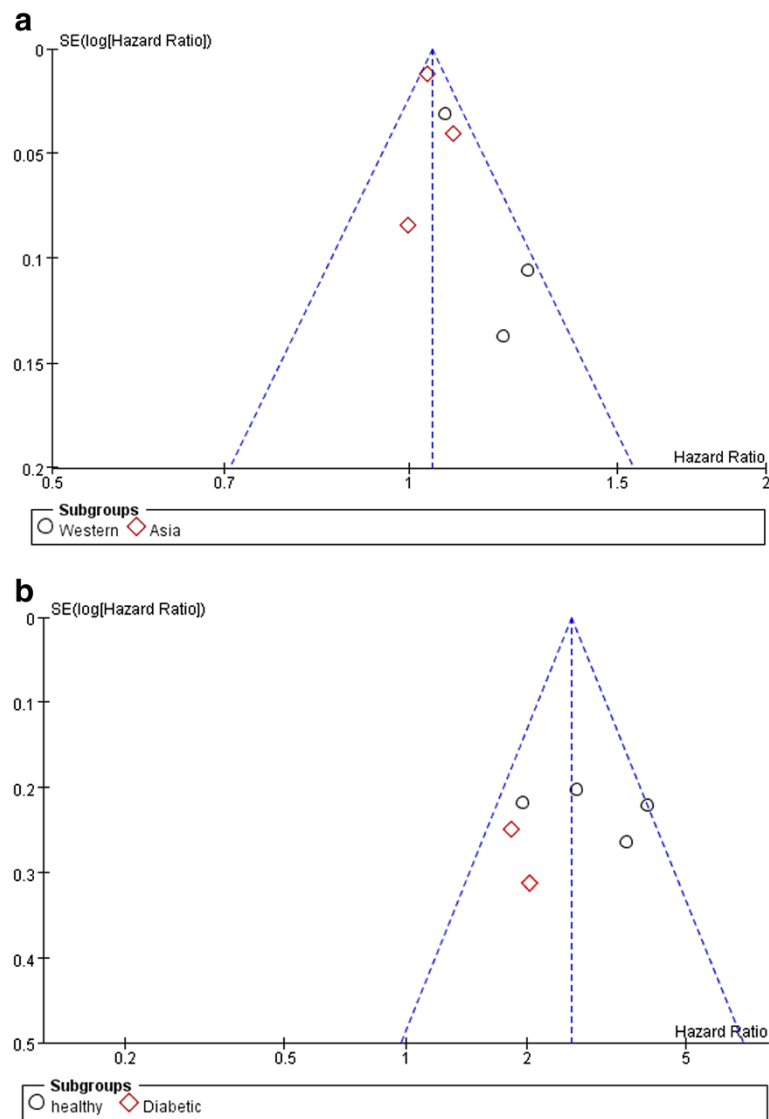 a
SE(log[Hazard Ratio])
0
0.05
0.1
0.15
0.2
Hazard Ratio
0.5 0.7 1 1.5 2
Subgroups
Western Asia
b
SE(log[Hazard Ratio])
0
0.1
0.2
0.3
0.4
0.5
Hazard Ratio
0.2 0.5 1 2 5
Subgroups
healthy Diabetic